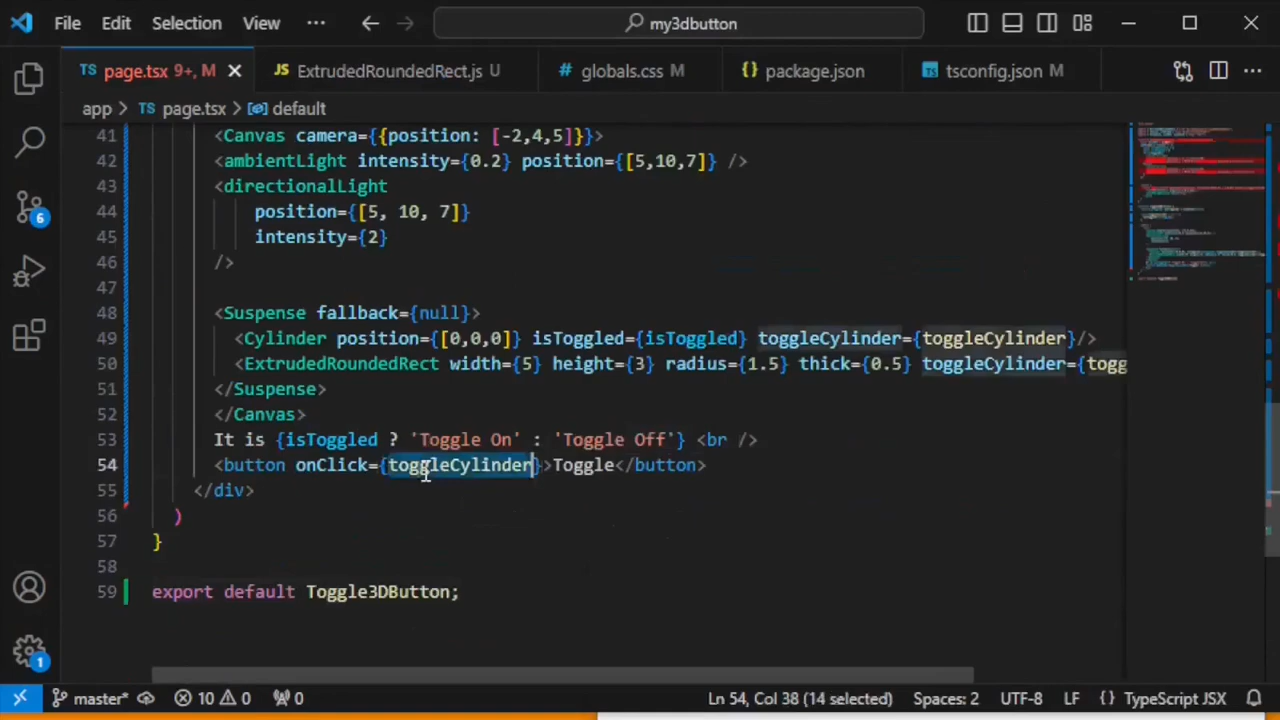 File Edit Selection View ··· my3dbutton
TS page.tsx 9+, M JS ExtrudedRoundedRect.js U # globals.css M {} package.json tsconfig.json M ···
app > TS page.tsx > default
41 <Canvas camera={{position: [-2,4,5]}}>
42 <ambientLight intensity={0.2} position={[5,10,7]} />
43 <directionalLight
44 position={[5, 10, 7]}
45 intensity={2}
46 />
47
48 <Suspense fallback={null}>
49 <Cylinder position={[0,0,0]} isToggled={isToggled} toggleCylinder={toggleCylinder}/>
50 <ExtrudedRoundedRect width={5} height={3} radius={1.5} thick={0.5} toggleCylinder={togg
51 </Suspense>
52 </Canvas>
53 It is {isToggled ? 'Toggle On' : 'Toggle Off'} <br />
54 <button onClick={toggleCylinder}>Toggle</button>
55 </div>
56 )
57 }
58
59 export default Toggle3DButton;
6
1
master* 10 0 0 Ln 54, Col 38 (14 selected) Spaces: 2 UTF-8 LF {} TypeScript JSX